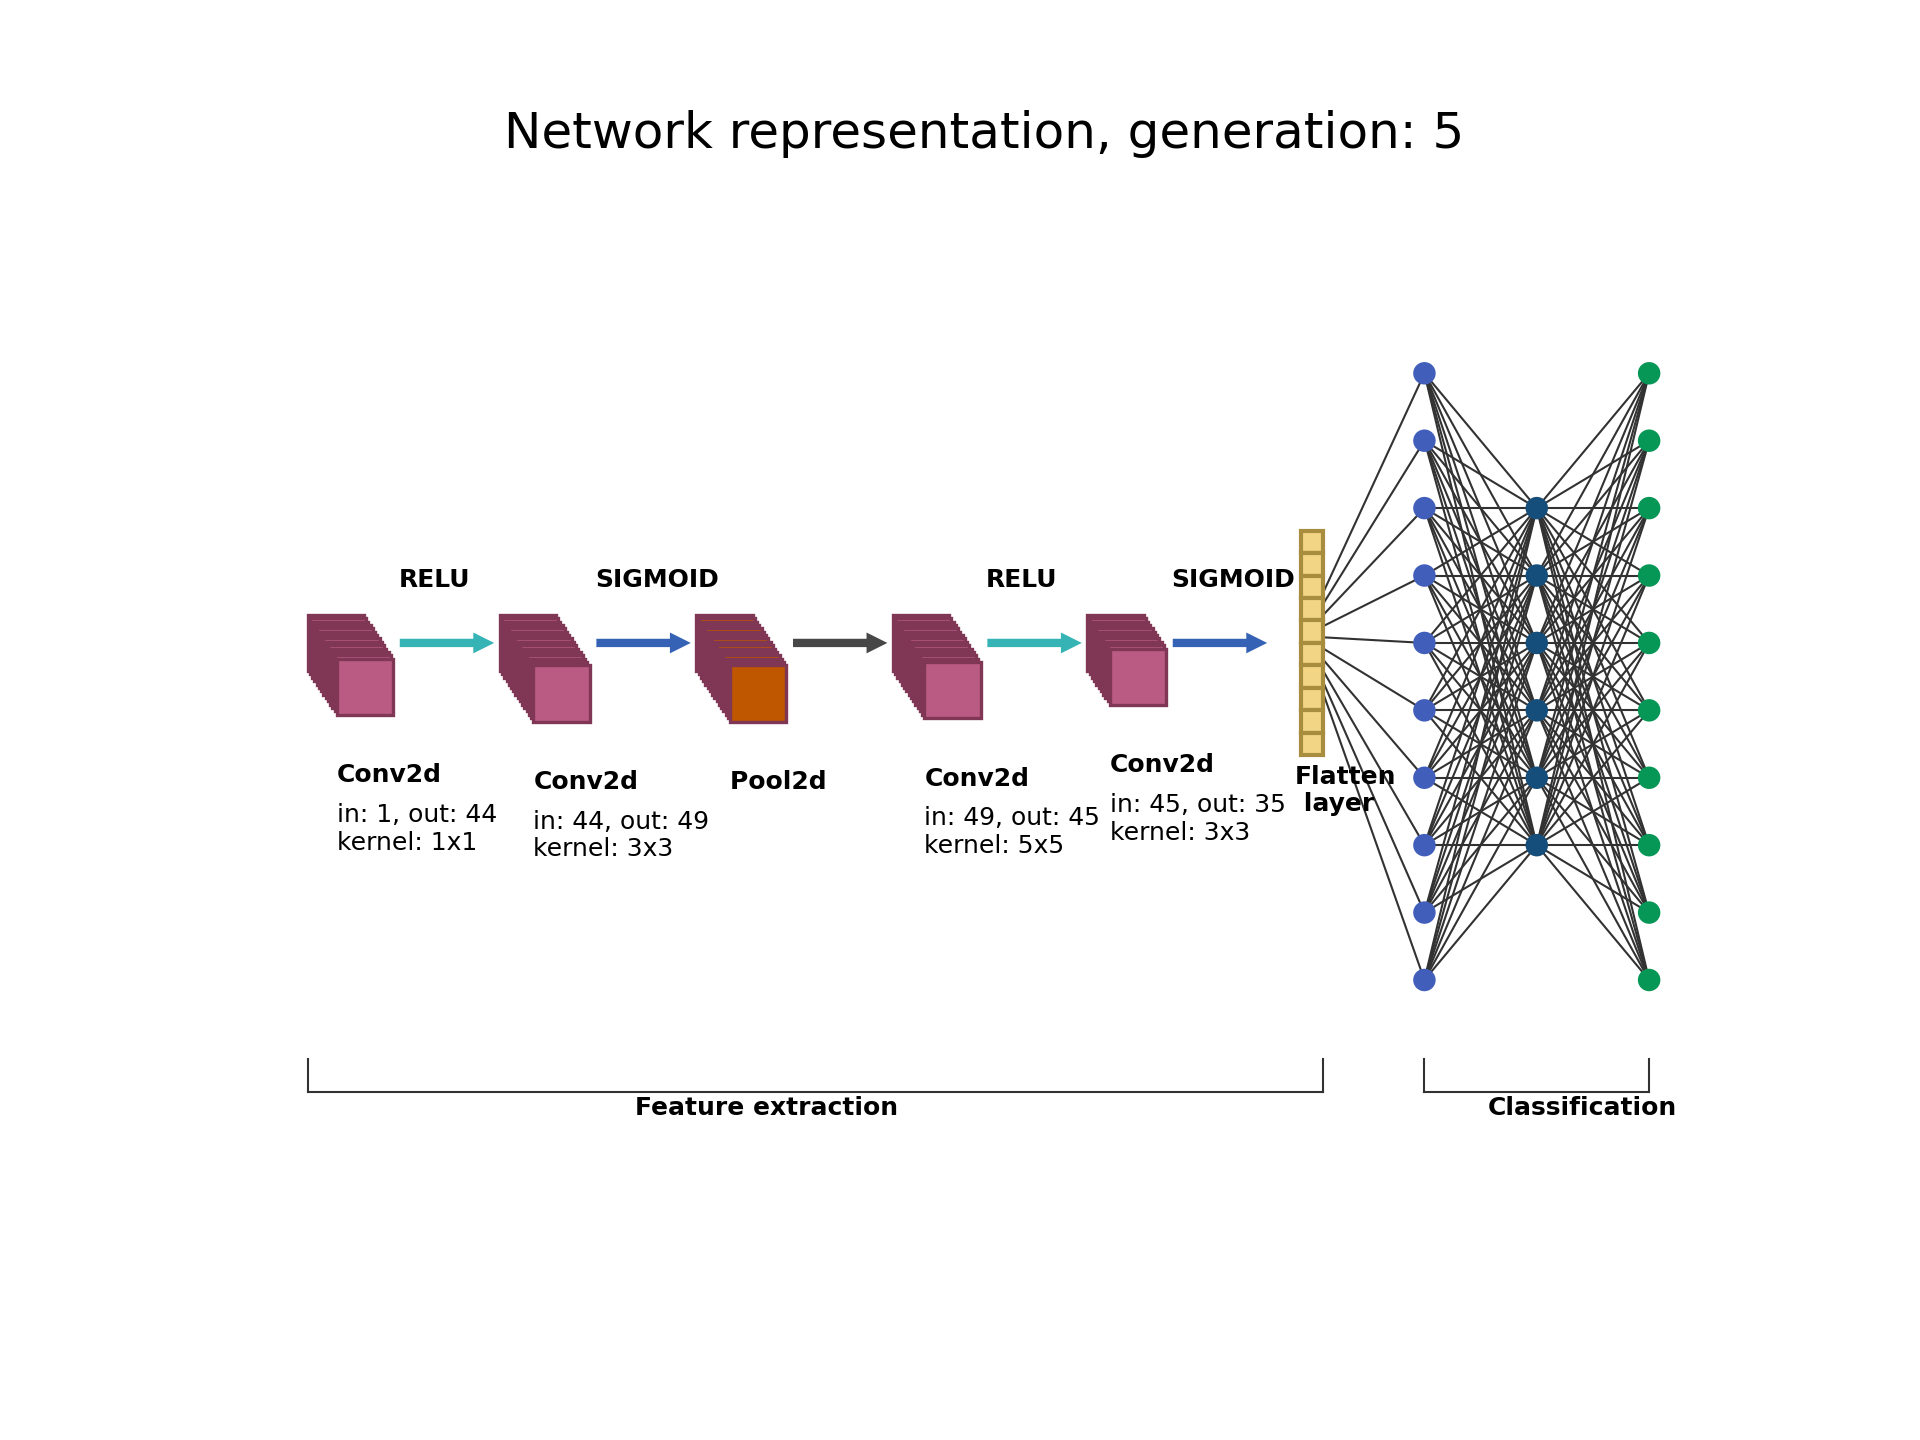 Network representation, generation: 5
RELU
SIGMOID
RELU
SIGMOID
Conv2d
in: 1, out: 44
kernel: 1x1
Conv2d
in: 44, out: 49
kernel: 3x3
Pool2d
Conv2d
in: 49, out: 45
kernel: 5x5
Conv2d
in: 45, out: 35
kernel: 3x3
Flatten
layer
Feature extraction
Classification